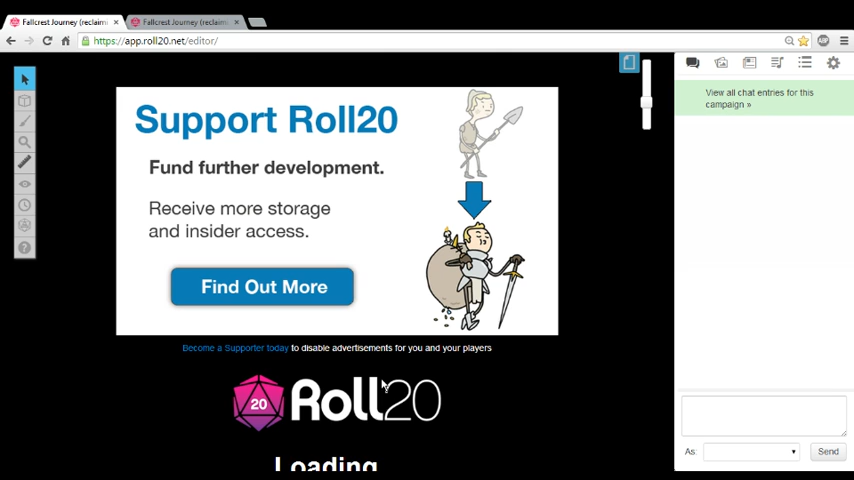 Fallcrest Journey (reclaim
Fallcrest Journey (reclaim
https://app.roll20.net/editor/
ABP
View all chat entries for this
campaign »
Support Roll20
Fund further development.
Receive more storage
and insider access.
Find Out More
Become a Supporter today to disable advertisements for you and your players
20
Roll20
Loading
As:
Send